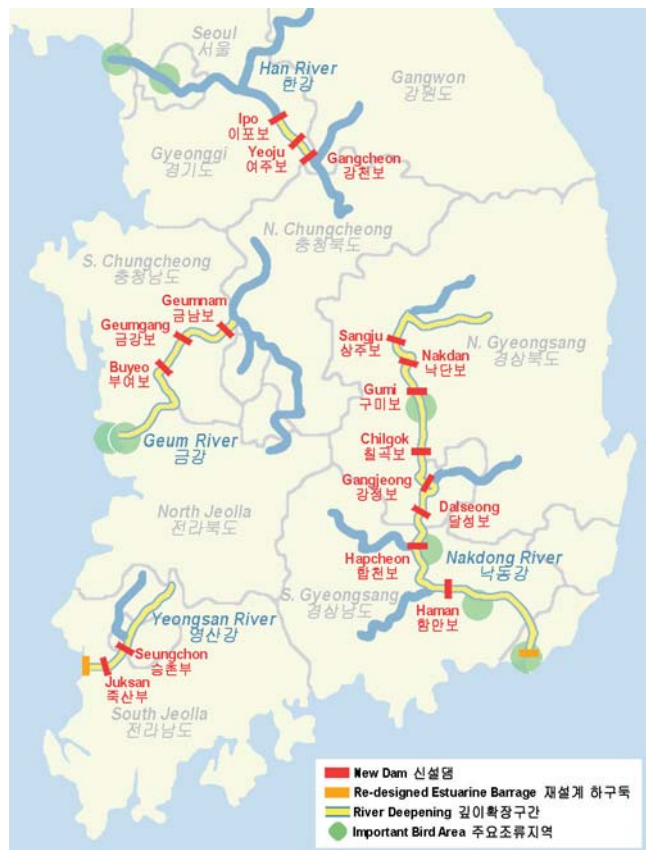 Seoul
서울
Han River
한강
Gangwon
강원도
Ipo
이포보
Yeoju
여주보
Gangcheon
강천보
Gyeonggi
경기도
N. Chungcheong
충청북도
S. Chungcheong
충청남도
Geumnam
금남보
Geumgang
금강보
Buyeo
부여보
Sangju
상주보
Nakdan
낙단보
N. Gyeongsang
경상북도
Gumi
구미보
Geum River
금강
Chilgok
칠곡보
Gangjeong
강정보
Dalseong
달성보
North Jeolla
전라북도
Hapcheon
합천보
Nakdong River
낙동강
S. Gyeongsang
경상남도
Haman
함안보
Yeongsan River
영산강
Seungchon
승촌부
Juksan
죽산부
South Jeolla
전라남도
New Dam 신설댐
Re-designed Estuarine Barrage 재설계 하구둑
River Deepening 깊이확장구간
Important Bird Area 주요조류지역